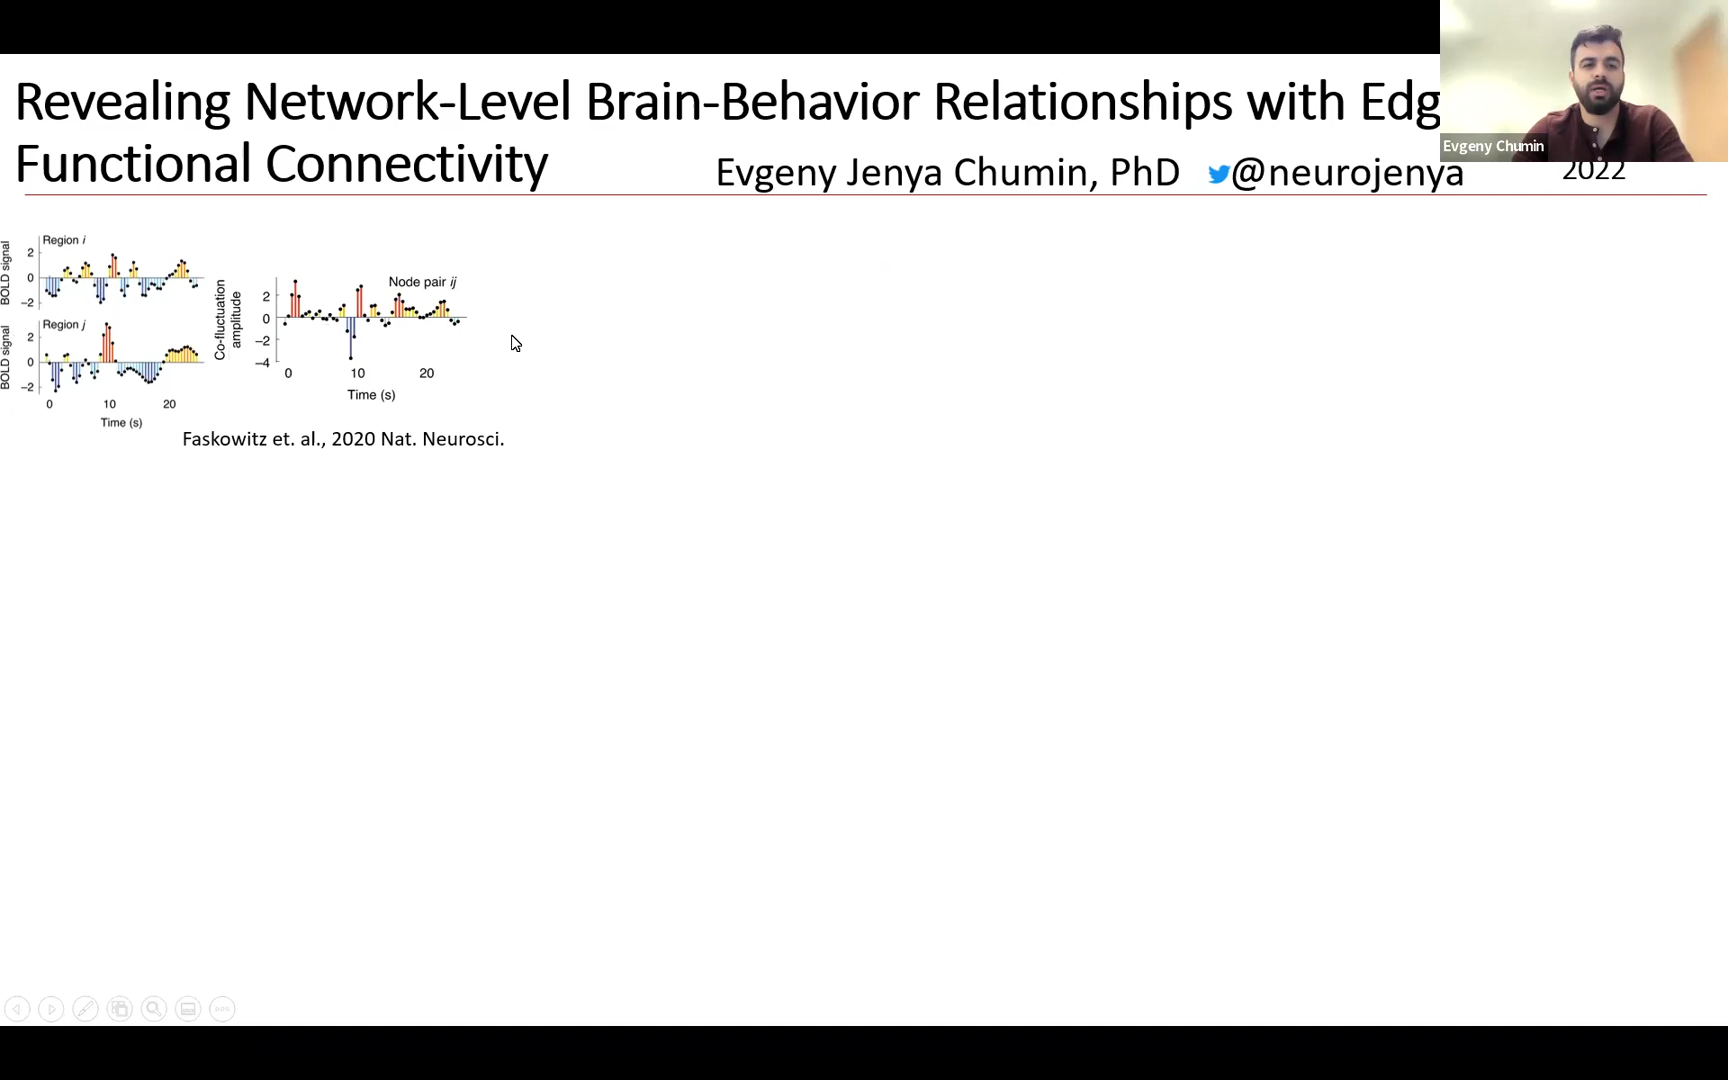 Revealing Network-Level Brain-Behavior Relationships with Edg
Functional Connectivity
Evgeny Jenya Chumin, PhD
@neurojenya
2022
Evgeny Chumin
Region i
BOLD signal
2
0
−2
Region j
BOLD signal
2
0
−2
0 10 20
Time (s)
Node pair ij
Co-fluctuation
amplitude
2
0
−2
−4
0 10 20
Time (s)
Faskowitz et. al., 2020 Nat. Neurosci.